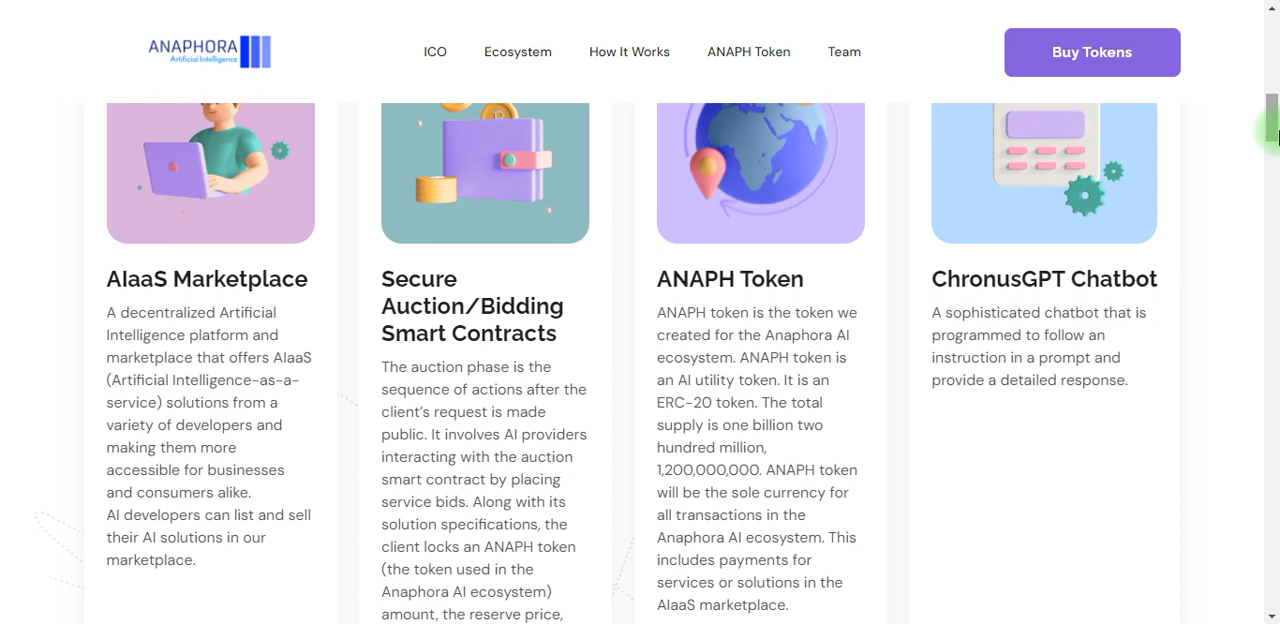 ANAPHORA
Artificial Intelligence
ICO
Ecosystem
How It Works
ANAPH Token
Team
Buy Tokens
AIaaS Marketplace
A decentralized Artificial
Intelligence platform and
marketplace that offers AIaaS
(Artificial Intelligence-as-a-
service) solutions from a
variety of developers and
making them more
accessible for businesses
and consumers alike.
AI developers can list and sell
their AI solutions in our
marketplace.
Secure
Auction/Bidding
Smart Contracts
The auction phase is the
sequence of actions after the
client's request is made
public. It involves AI providers
interacting with the auction
smart contract by placing
service bids. Along with its
solution specifications, the
client locks an ANAPH token
(the token used in the
Anaphora AI ecosystem)
amount, the reserve price,
ANAPH Token
ANAPH token is the token we
created for the Anaphora AI
ecosystem. ANAPH token is
an AI utility token. It is an
ERC-20 token. The total
supply is one billion two
hundred million,
1,200,000,000. ANAPH token
will be the sole currency for
all transactions in the
Anaphora AI ecosystem. This
includes payments for
services or solutions in the
AIaaS marketplace.
ChronusGPT Chatbot
A sophisticated chatbot that is
programmed to follow an
instruction in a prompt and
provide a detailed response.